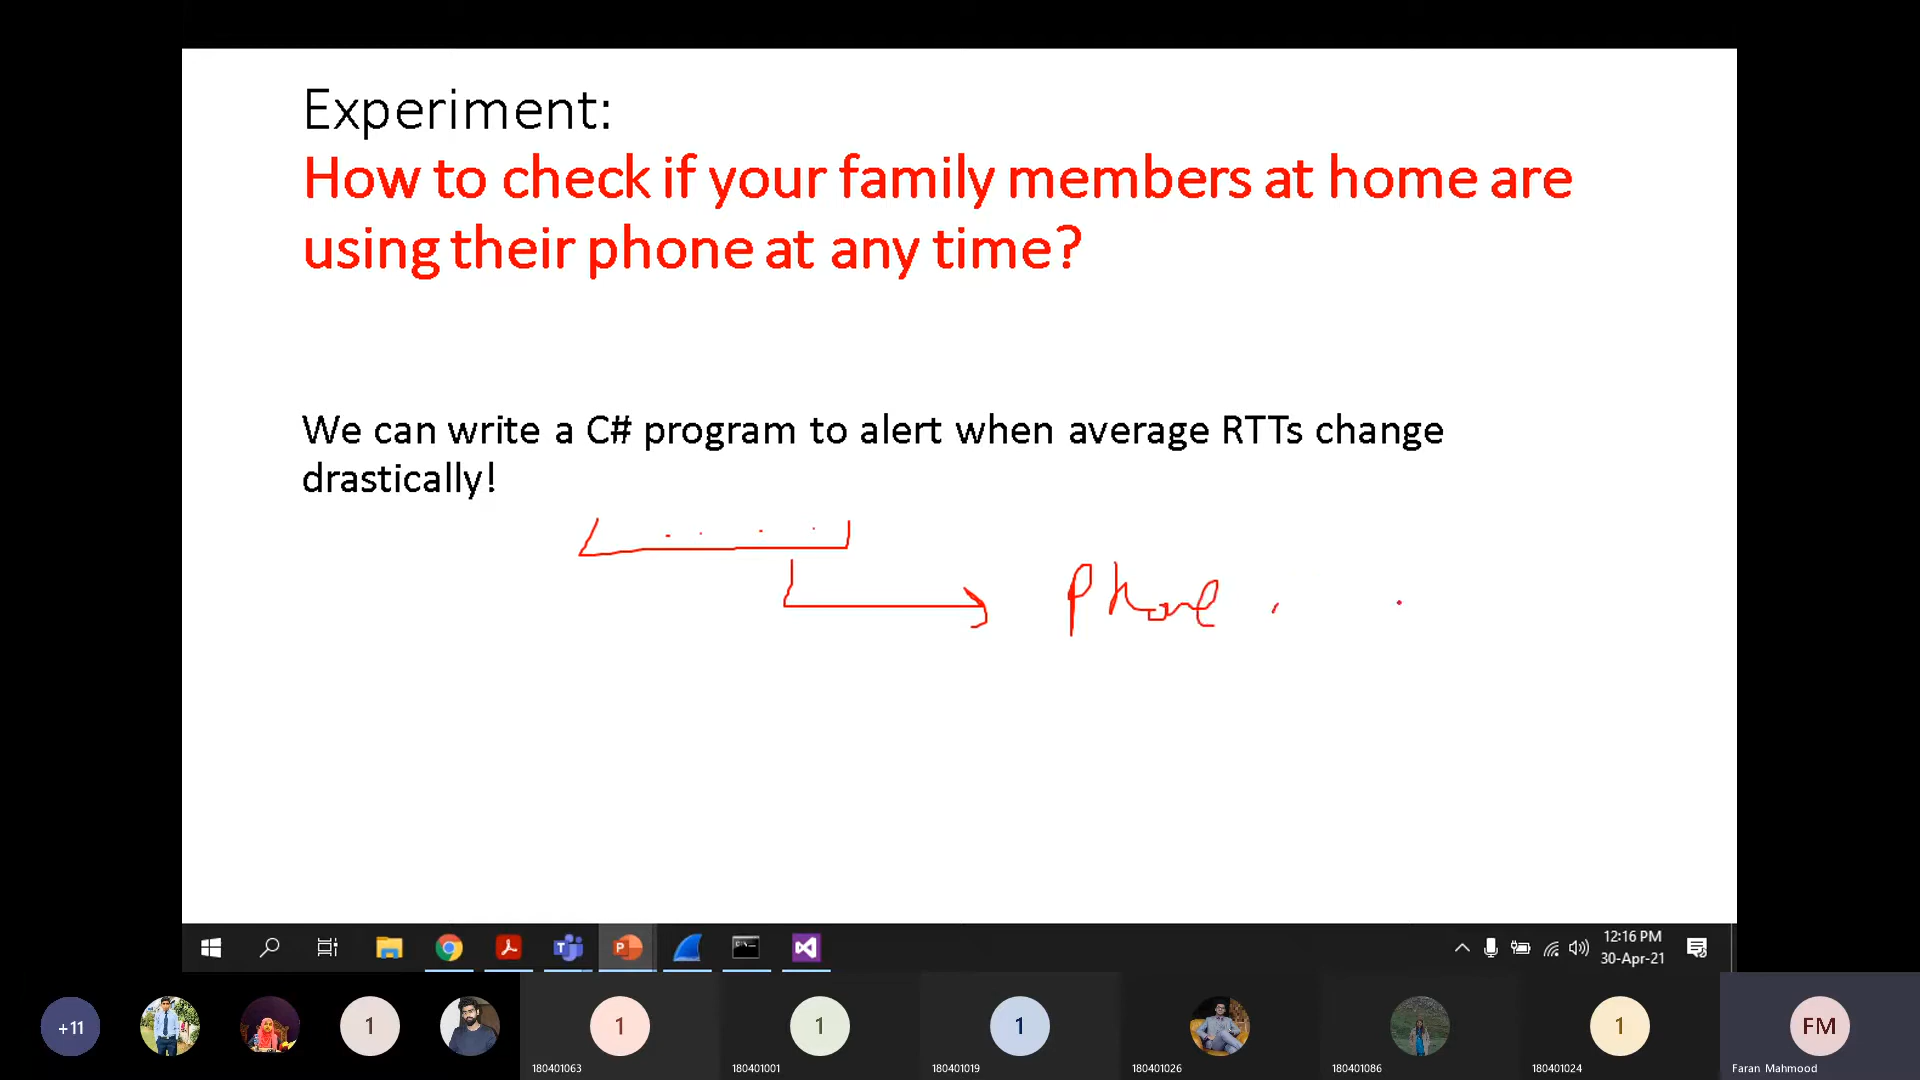 Experiment:
How to check if your family members at home are
using their phone at any time?
We can write a C# program to alert when average RTTs change
drastically!
Phone
12:16 PM
30-Apr-21
+11
1
1
1
1
1
FM
180401063
180401001
180401019
180401026
180401086
180401024
Faran Mahmood